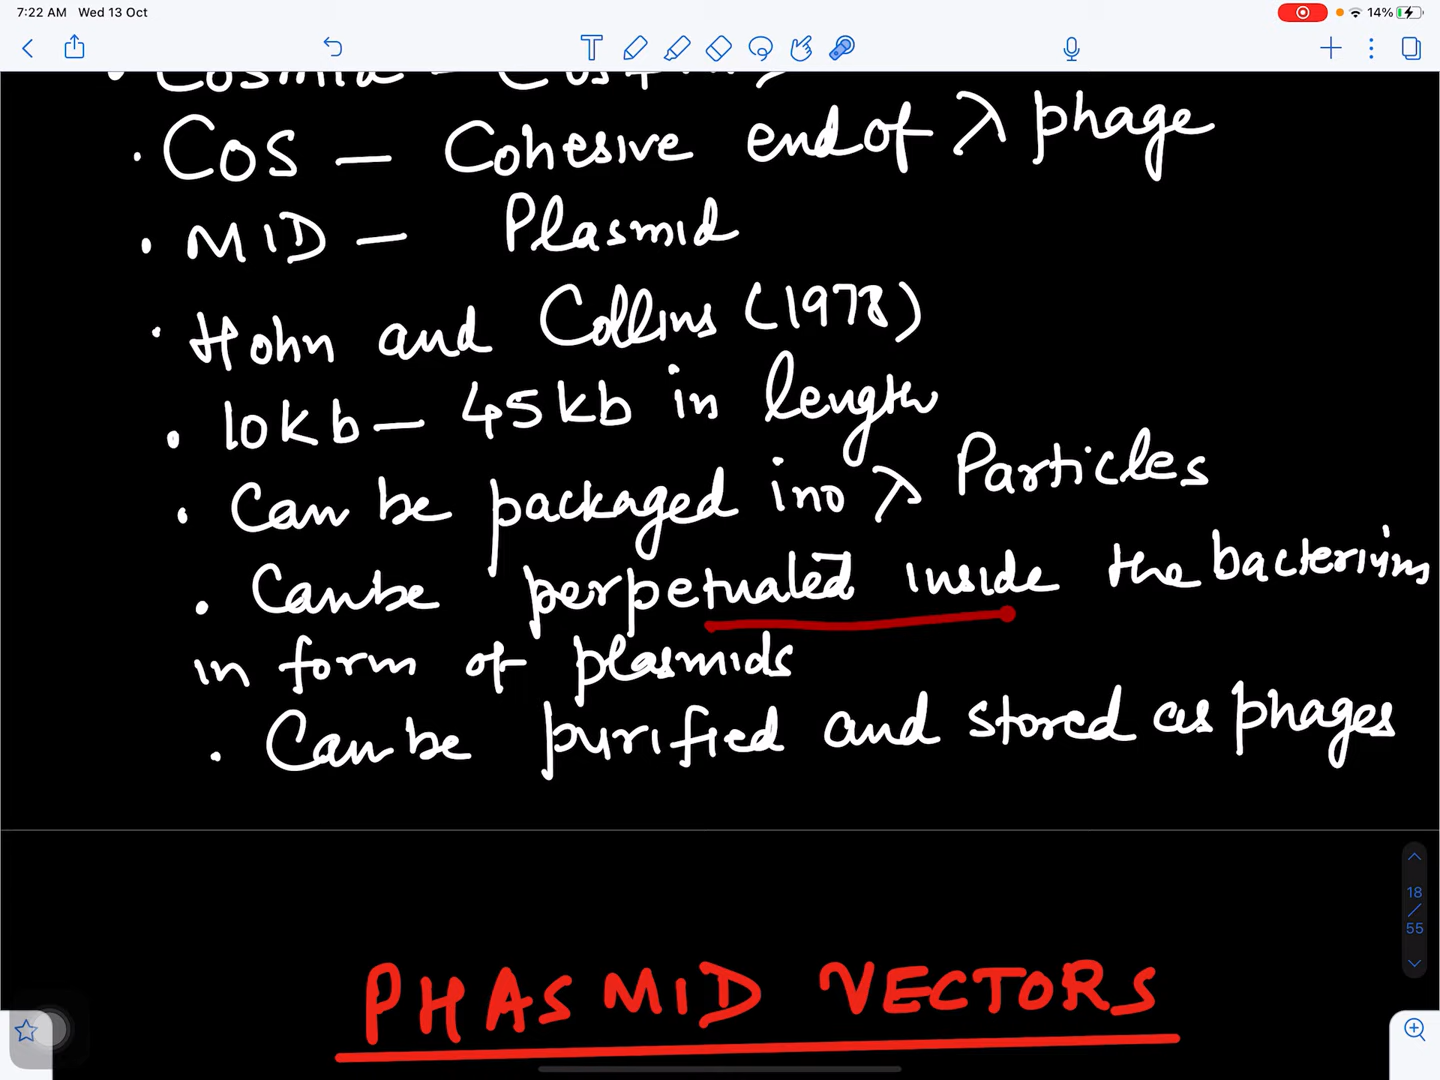 7:22 AM Wed 13 Oct
14%
• Cosmid -
· COS — Cohesive end of λ phage
• MID — Plasmid
· Hohn and Collins (1978)
• 10kb — 45kb in length
• Can be packaged ino λ Particles
• Can be perpetuated inside the bacterium
in form of plasmids
• Can be purified and stored as phages
18
/
55
PHASMID VECTORS